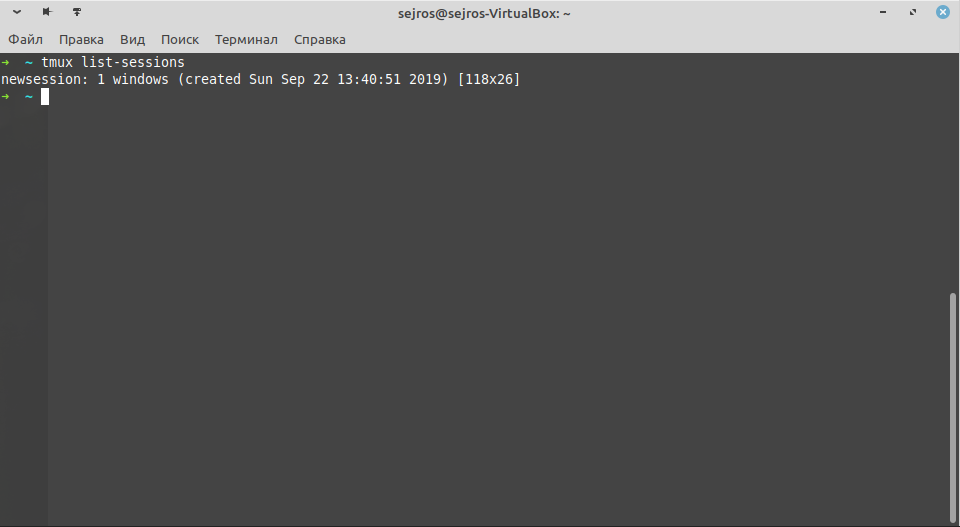 sejros@sejros-VirtualBox: ~
Файл Правка Вид Поиск Терминал Справка
➜ ~ tmux list-sessions
newsession: 1 windows (created Sun Sep 22 13:40:51 2019) [118x26]
➜ ~